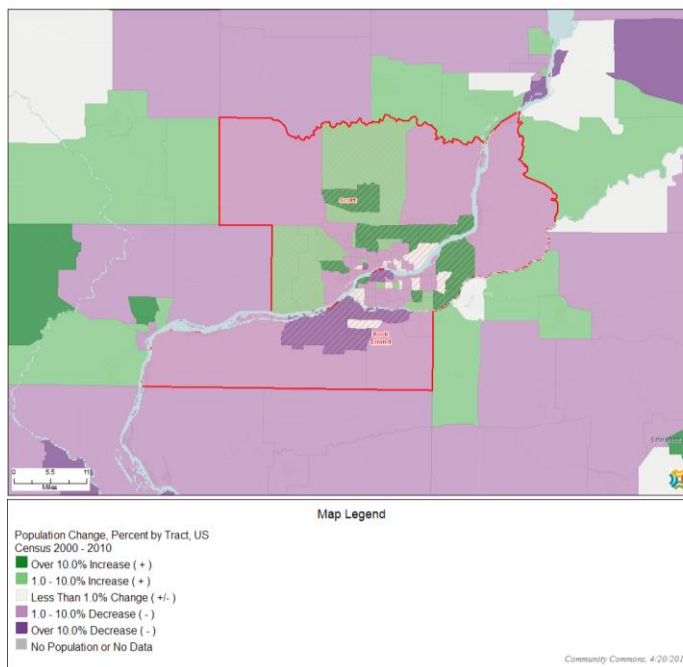 Scott
Rock
Island
0 5.5 11
Miles
Map Legend
Population Change, Percent by Tract, US
Census 2000 - 2010
Over 10.0% Increase ( + )
1.0 - 10.0% Increase ( + )
Less Than 1.0% Change ( +/- )
1.0 - 10.0% Decrease ( - )
Over 10.0% Decrease ( - )
No Population or No Data
Community Commons, 4/20/201